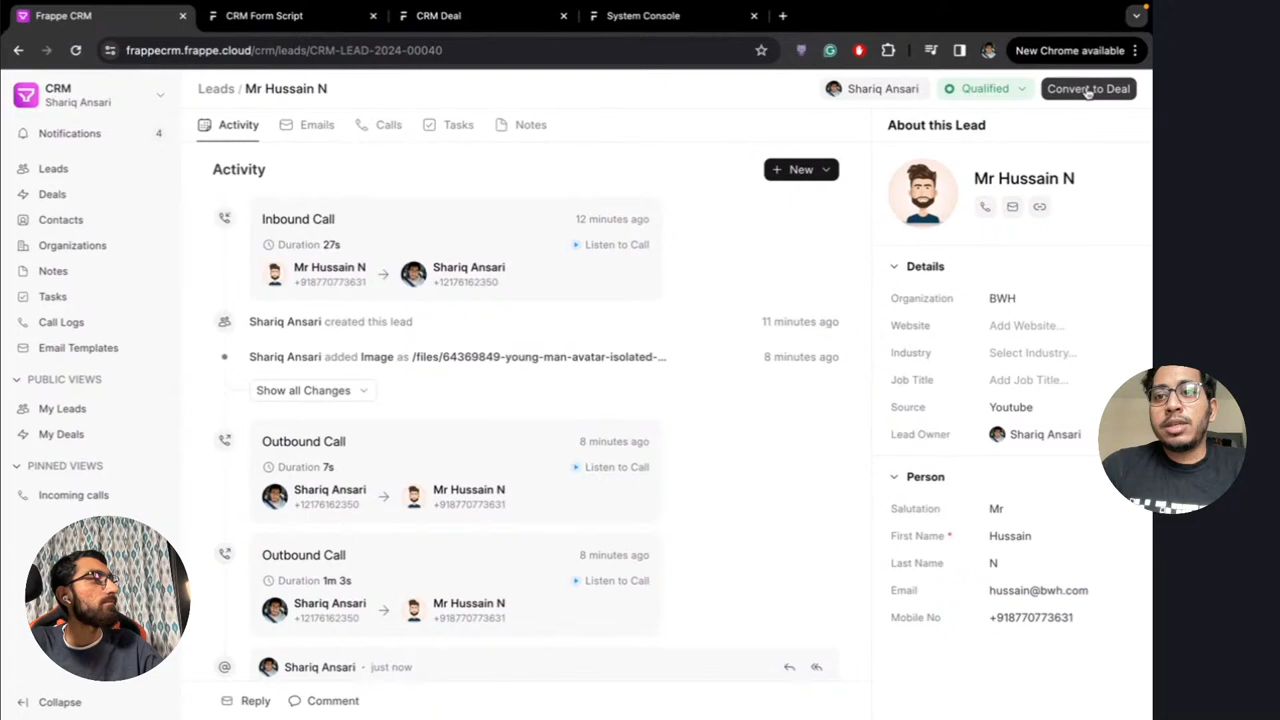 Frappe CRM
CRM Form Script
CRM Deal
System Console
frappecrm.frappe.cloud/crm/leads/CRM-LEAD-2024-00040
New Chrome available
CRM
Shariq Ansari
Notifications
4
Leads
Deals
Contacts
Organizations
Notes
Tasks
Call Logs
Email Templates
PUBLIC VIEWS
My Leads
My Deals
PINNED VIEWS
Incoming calls
Collapse
Leads / Mr Hussain N
Shariq Ansari
Qualified
Convert to Deal
Activity
Emails
Calls
Tasks
Notes
Activity
New
Inbound Call
12 minutes ago
Duration 27s
Listen to Call
Mr Hussain N
+918770773631
Shariq Ansari
+12176162350
Shariq Ansari created this lead
11 minutes ago
Shariq Ansari added Image as /files/64369849-young-man-avatar-isolated-...
8 minutes ago
Show all Changes
Outbound Call
8 minutes ago
Duration 7s
Listen to Call
Shariq Ansari
+12176162350
Mr Hussain N
+918770773631
Outbound Call
8 minutes ago
Duration 1m 3s
Listen to Call
Shariq Ansari
+12176162350
Mr Hussain N
+918770773631
Shariq Ansari · just now
Reply
Comment
About this Lead
Mr Hussain N
Details
Organization BWH
Website Add Website...
Industry Select Industry...
Job Title Add Job Title...
Source Youtube
Lead Owner Shariq Ansari
Person
Salutation Mr
First Name * Hussain
Last Name N
Email hussain@bwh.com
Mobile No +918770773631